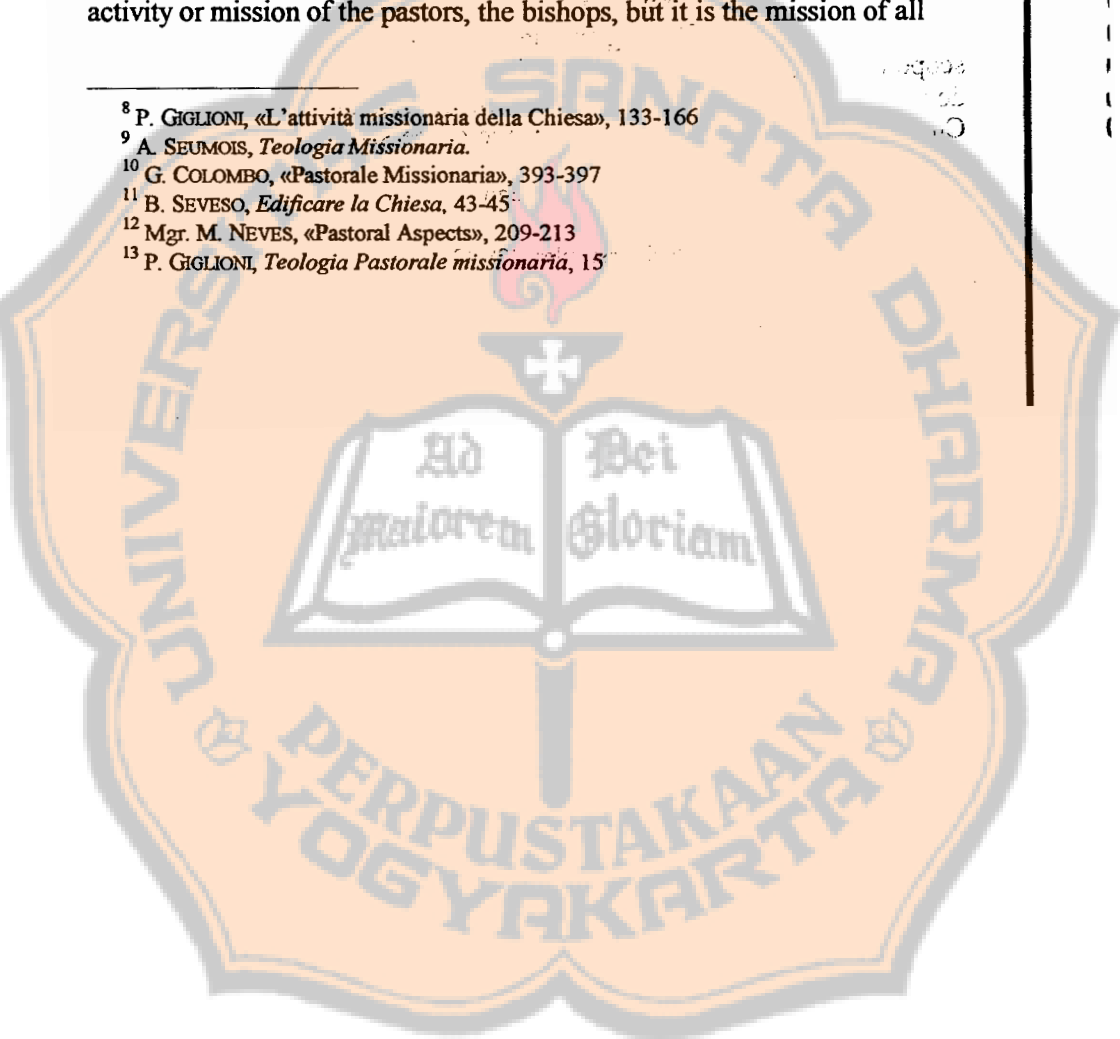 activity or mission of the pastors, the bishops, but it is the mission of all
8 P. GIGLIONI, «L'attività missionaria della Chiesa», 133-166
9 A. SEUMOIS, Teologia Missionaria.
10 G. COLOMBO, «Pastorale Missionaria», 393-397
11 B. SEVESO, Edificare la Chiesa, 43-45
12 Mgr. M. NEVES, «Pastoral Aspects», 209-213
13 P. GIGLIONI, Teologia Pastorale missionaria, 15
UNIVERSITAS SANATA DHARMA
Ad Dei
maiorem Gloriam
PERPUSTAKAAN
YOGYAKARTA